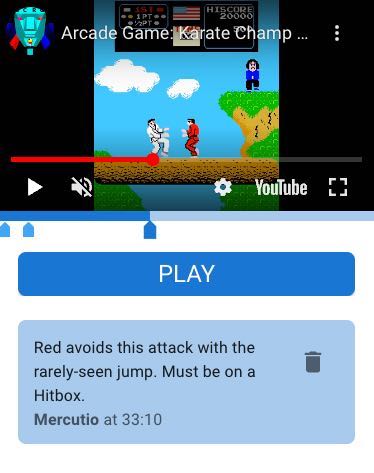 Arcade Game: Karate Champ ...
1ST
1PT
½PT
HISCORE
20000
YouTube
PLAY
Red avoids this attack with the
rarely-seen jump. Must be on a
Hitbox.
Mercutio at 33:10